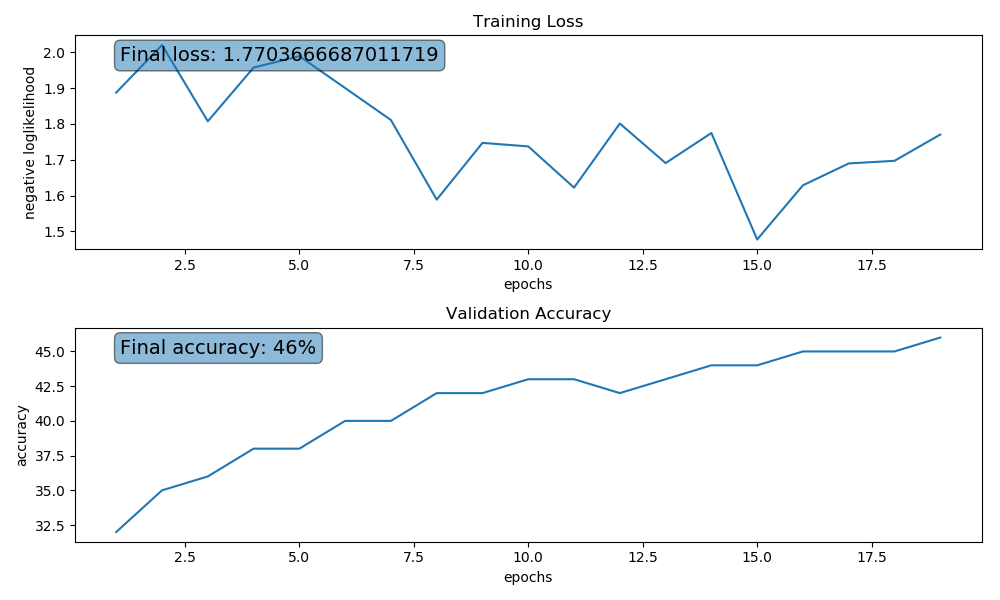 Training Loss
Final loss: 1.7703666687011719
negative loglikelihood
2.0
1.9
1.8
1.7
1.6
1.5
2.5 5.0 7.5 10.0 12.5 15.0 17.5
epochs
Validation Accuracy
Final accuracy: 46%
accuracy
45.0
42.5
40.0
37.5
35.0
32.5
2.5 5.0 7.5 10.0 12.5 15.0 17.5
epochs